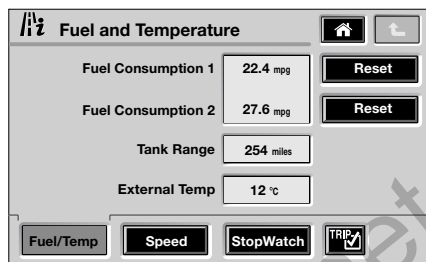 Fuel and Temperature
Fuel Consumption 1 22.4 mpg Reset
Fuel Consumption 2 27.6 mpg Reset
Tank Range 254 miles
External Temp 12 °C
Fuel/Temp Speed StopWatch TRIP